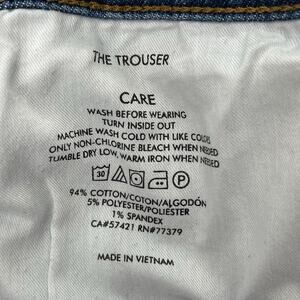 THE TROUSER
CARE
WASH BEFORE WEARING
TURN INSIDE OUT
MACHINE WASH COLD WITH LIKE COLORS
ONLY NON-CHLORINE BLEACH WHEN NEEDED
TUMBLE DRY LOW, WARM IRON WHEN NEEDED
30 P
94% COTTON/COTON/ALGODÓN
5% POLYESTER/POLIÉSTER
1% SPANDEX
CA#57421 RN#77379
MADE IN VIETNAM